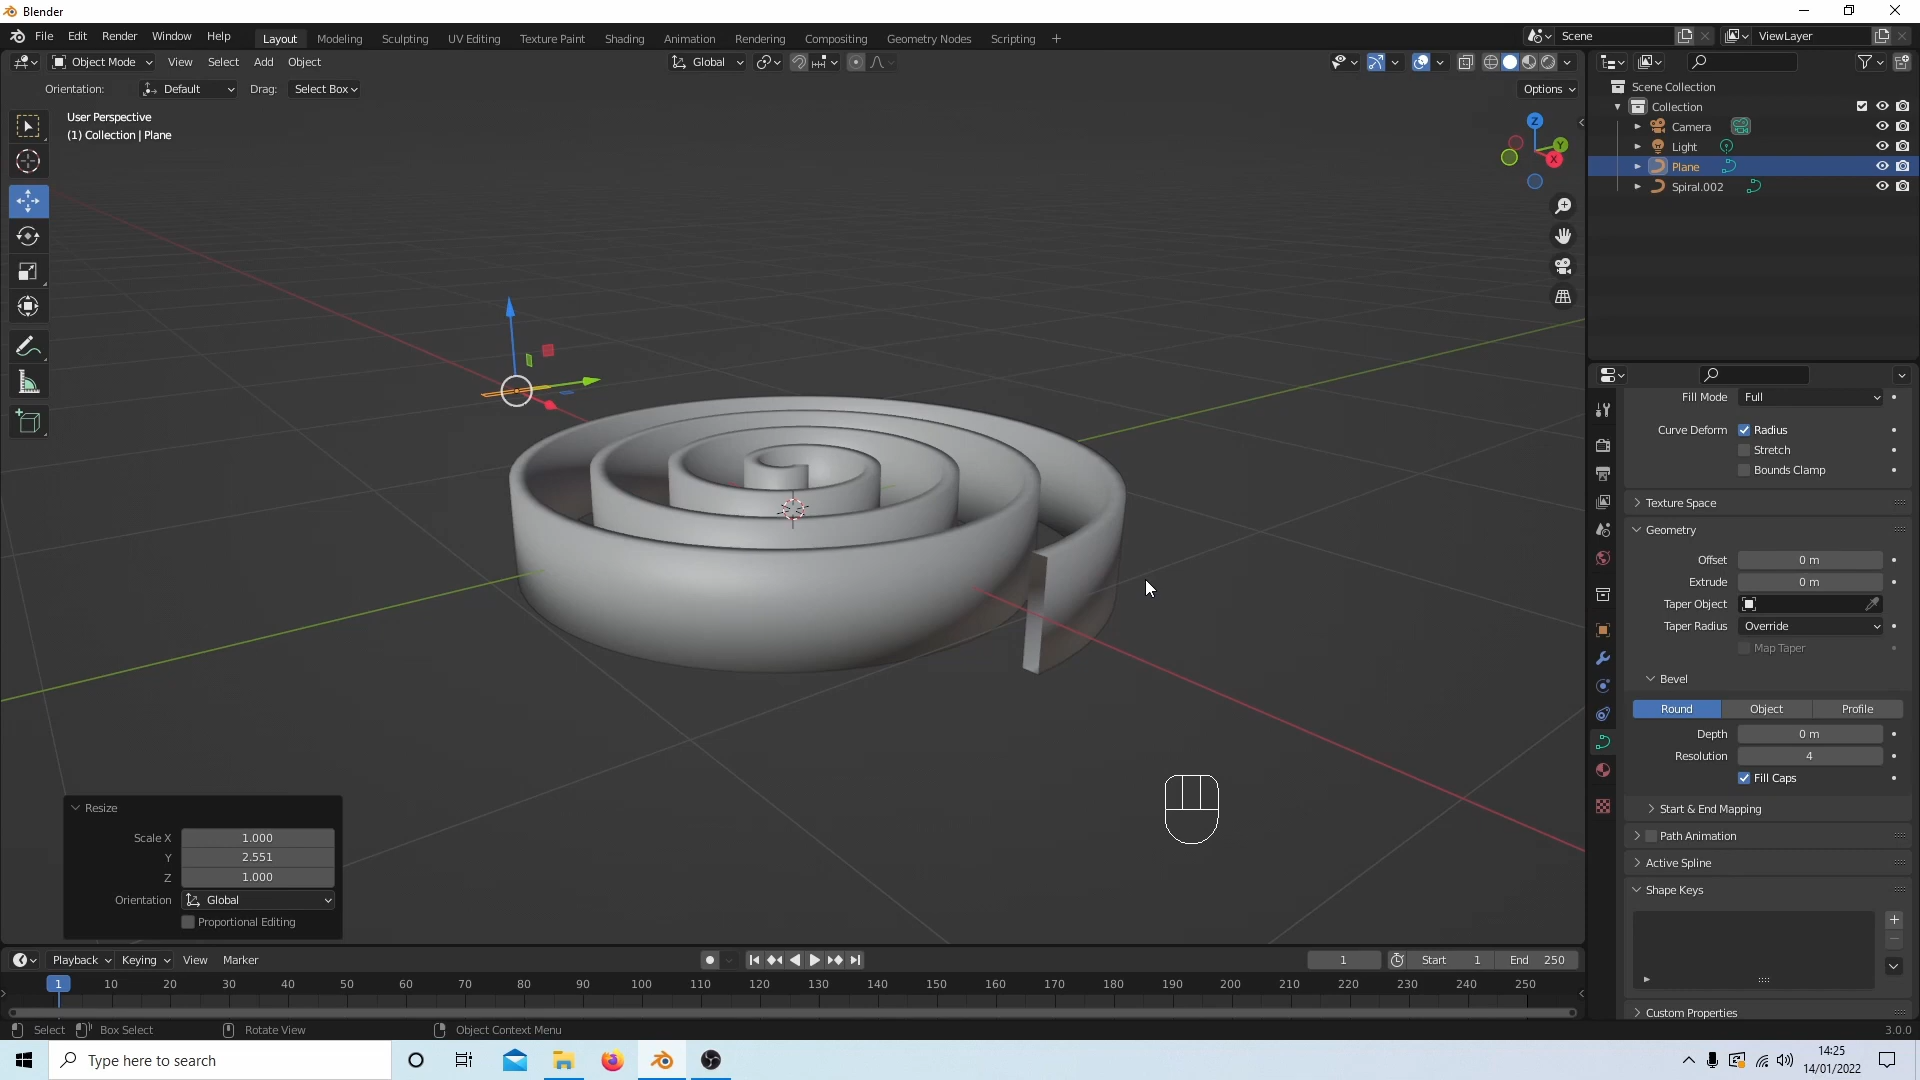 Blender
File Edit Render Window Help Layout Modeling Sculpting UV Editing Texture Paint Shading Animation Rendering Compositing Geometry Nodes Scripting + Scene ViewLayer
Object Mode View Select Add Object Global
Orientation: Default Drag: Select Box Options
User Perspective
(1) Collection | Plane
Z
Y
X
Scene Collection
Collection
Camera
Light
Plane
Spiral.002
Fill Mode Full
Curve Deform Radius
Stretch
Bounds Clamp
Texture Space
Geometry
Offset 0 m
Extrude 0 m
Taper Object
Taper Radius Override
Map Taper
Bevel
Round Object Profile
Depth 0 m
Resolution 4
Fill Caps
Start & End Mapping
Path Animation
Active Spline
Shape Keys
Custom Properties
Resize
Scale X 1.000
Y 2.551
Z 1.000
Orientation Global
Proportional Editing
Playback Keying View Marker 1 Start 1 End 250
1 10 20 30 40 50 60 70 80 90 100 110 120 130 140 150 160 170 180 190 200 210 220 230 240 250
Select Box Select Rotate View Object Context Menu 3.0.0
Type here to search
14:25
14/01/2022